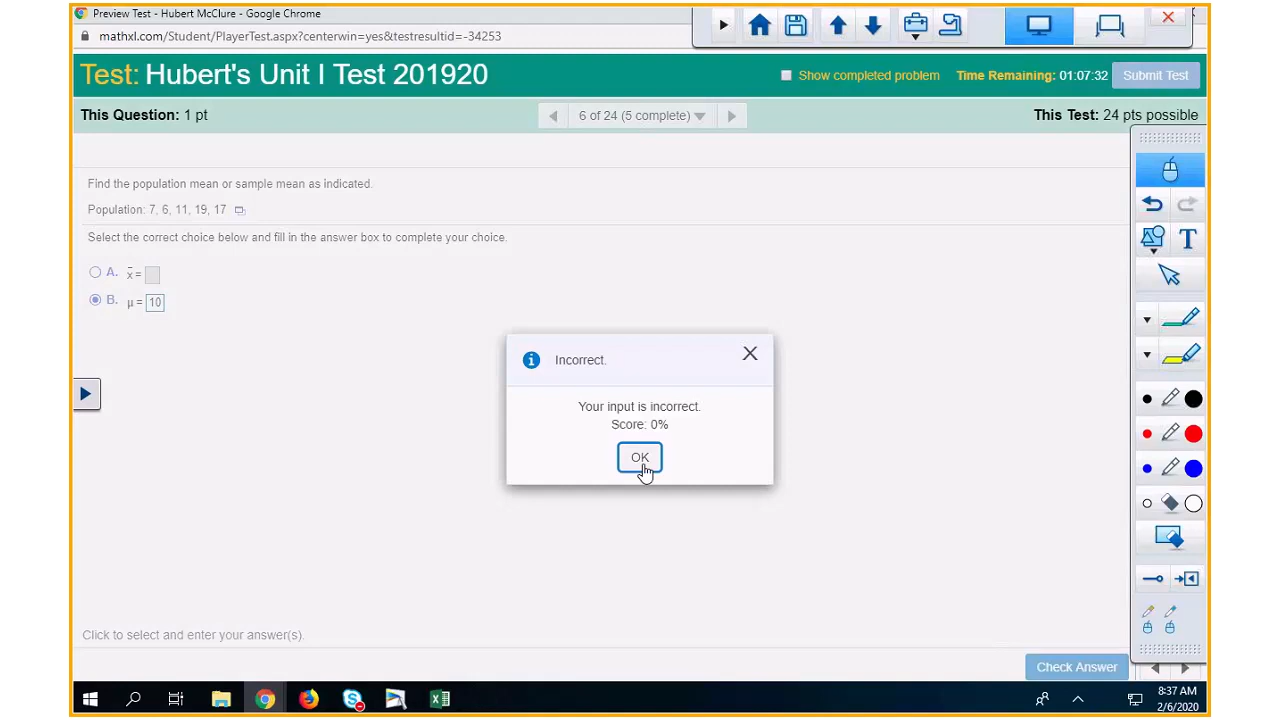 Preview Test - Hubert McClure - Google Chrome
mathxl.com/Student/PlayerTest.aspx?centerwin=yes&testresultid=-34253
Test: Hubert's Unit I Test 201920
Show completed problem
Time Remaining: 01:07:32
Submit Test
This Question: 1 pt
6 of 24 (5 complete)
This Test: 24 pts possible
Find the population mean or sample mean as indicated.
Population: 7, 6, 11, 19, 17
Select the correct choice below and fill in the answer box to complete your choice.
A. x̄ =
B. μ = 10
Incorrect.
Your input is incorrect.
Score: 0%
OK
T
Click to select and enter your answer(s).
Check Answer
8:37 AM
2/6/2020